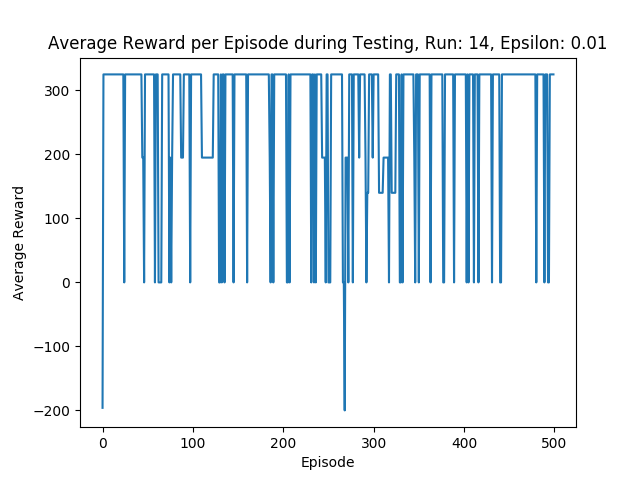 Average Reward per Episode during Testing, Run: 14, Epsilon: 0.01
300
200
100
0
−100
−200
Average Reward
0 100 200 300 400 500
Episode